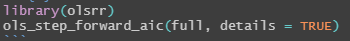 library(olsrr)
ols_step_forward_aic(full, details = TRUE)
```